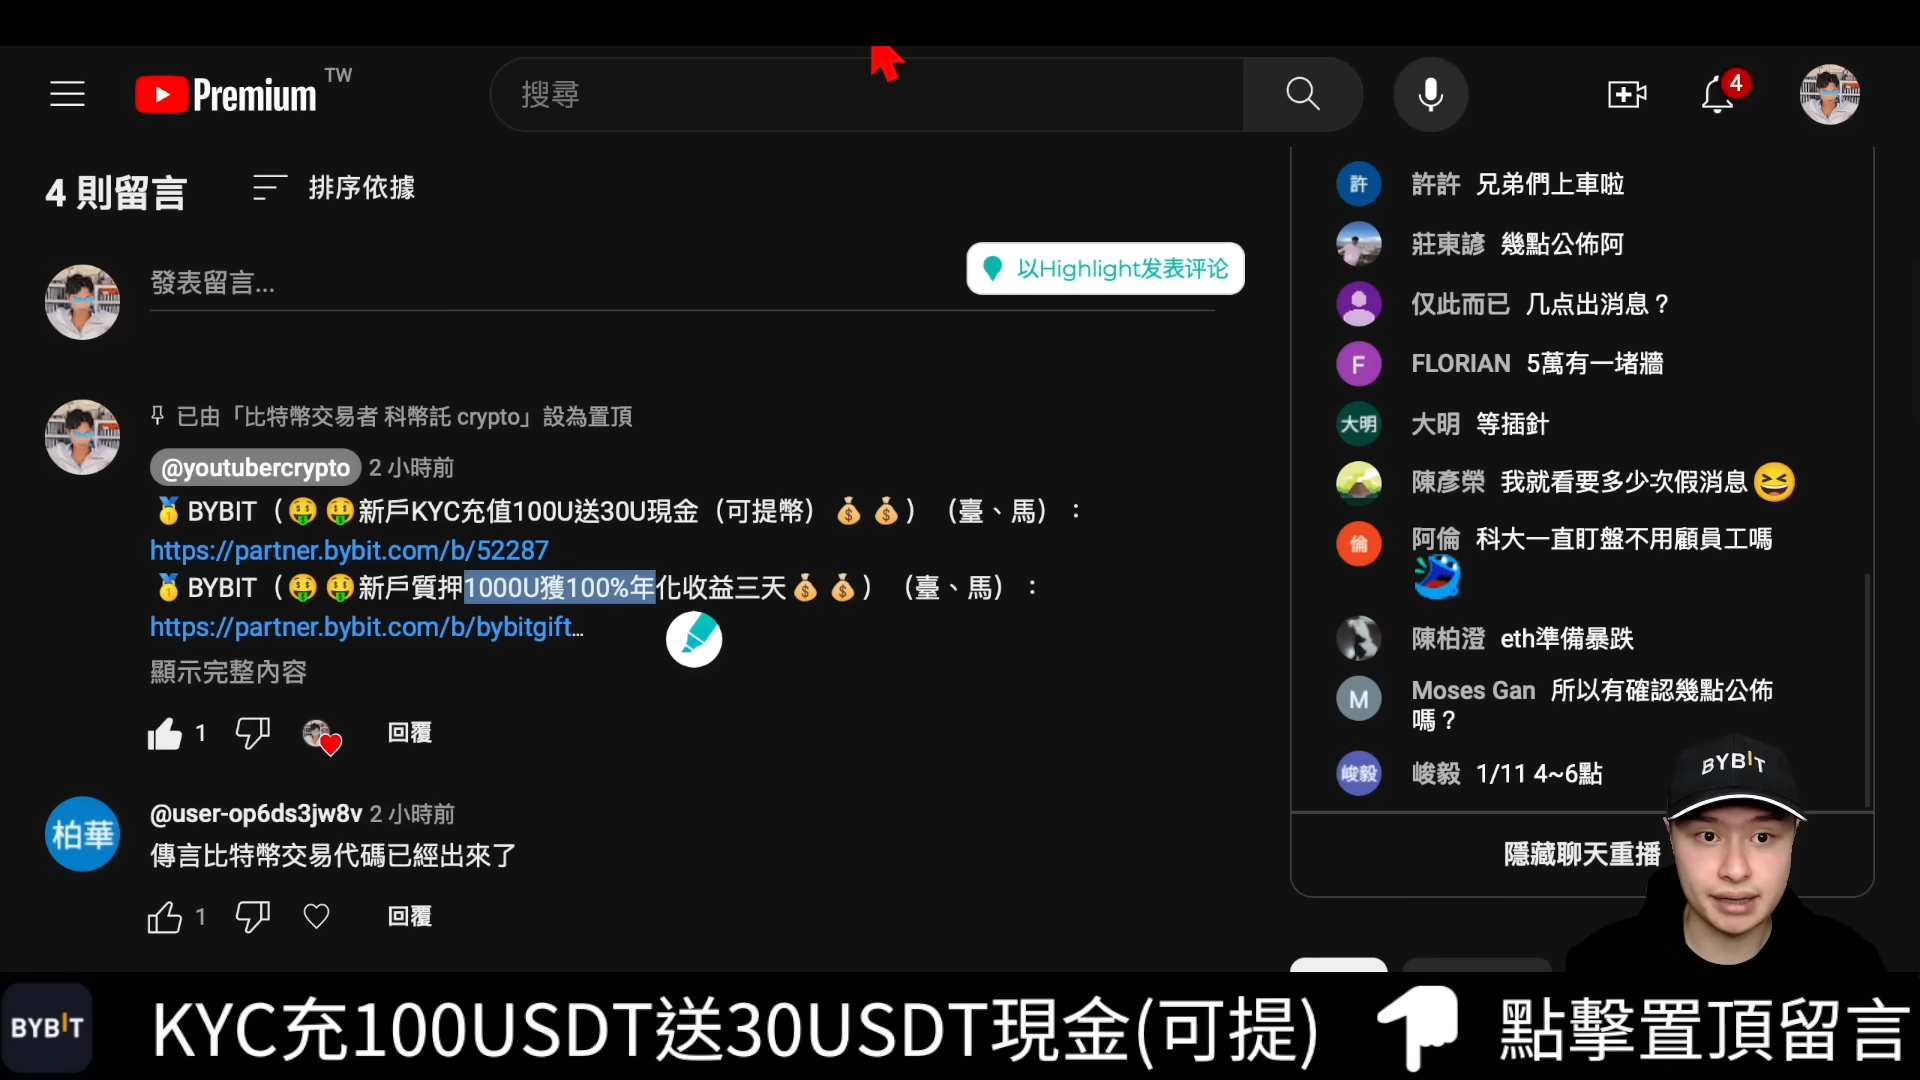 Premium TW
搜尋
4
4 則留言
排序依據
發表留言...
以Highlight发表评论
已由「比特幣交易者 科幣託 crypto」設為置頂
@youtubercrypto 2 小時前
🥇BYBIT（🤑🤑新戶KYC充值100U送30U現金（可提幣）💰💰）（臺、馬）：
https://partner.bybit.com/b/52287
🥇BYBIT（🤑🤑新戶質押1000U獲100%年化收益三天💰💰）（臺、馬）：
https://partner.bybit.com/b/bybitgift...
顯示完整內容
1
回覆
柏華
@user-op6ds3jw8v 2 小時前
傳言比特幣交易代碼已經出來了
1
回覆
許 許許 兄弟們上車啦
莊東諺 幾點公佈阿
仅此而已 几点出消息？
F FLORIAN 5萬有一堵牆
大明 大明 等插針
陳彥榮 我就看要多少次假消息😆
倫 阿倫 科大一直盯盤不用顧員工嗎
陳柏澄 eth準備暴跌
M Moses Gan 所以有確認幾點公佈
嗎？
峻毅 峻毅 1/11 4~6點
隱藏聊天重播
BYBIT
BYBIT
KYC充100USDT送30USDT現金(可提)
點擊置頂留言